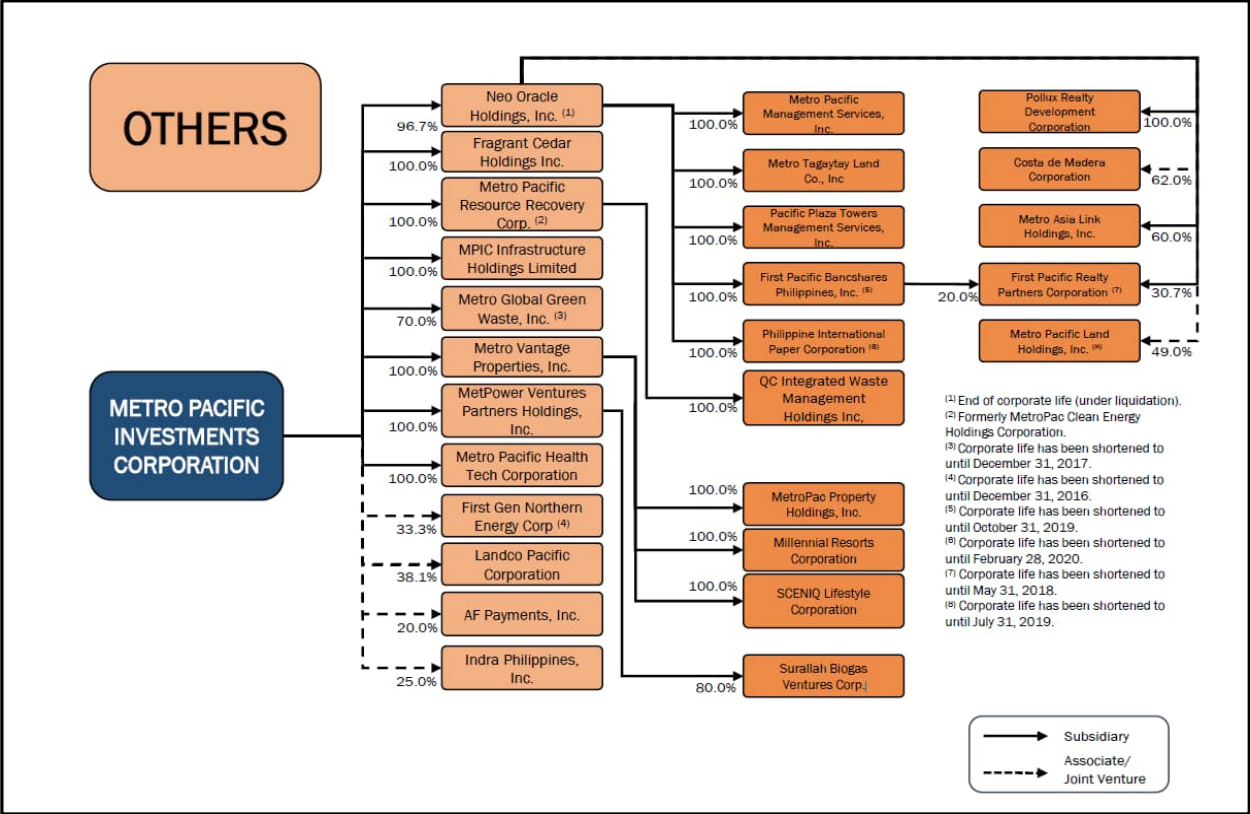 OTHERS
METRO PACIFIC
INVESTMENTS
CORPORATION
Neo Oracle
Holdings, Inc. (1)
96.7%
Fragrant Cedar
Holdings Inc.
100.0%
Metro Pacific
Resource Recovery
Corp. (2)
100.0%
MPIC Infrastructure
Holdings Limited
100.0%
Metro Global Green
Waste, Inc. (3)
70.0%
Metro Vantage
Properties, Inc.
100.0%
MetPower Ventures
Partners Holdings,
Inc.
100.0%
Metro Pacific Health
Tech Corporation
100.0%
First Gen Northern
Energy Corp (4)
33.3%
Landco Pacific
Corporation
38.1%
AF Payments, Inc.
20.0%
Indra Philippines,
Inc.
25.0%
Metro Pacific
Management Services,
Inc.
100.0%
Metro Tagaytay Land
Co., Inc
100.0%
Pacific Plaza Towers
Management Services,
Inc.
100.0%
First Pacific Bancshares
Philippines, Inc. (5)
100.0%
Philippine International
Paper Corporation (6)
100.0%
QC Integrated Waste
Management
Holdings Inc,
100.0%
100.0%
MetroPac Property
Holdings, Inc.
100.0%
Millennial Resorts
Corporation
100.0%
SCENIQ Lifestyle
Corporation
Surallah Biogas
Ventures Corp.
80.0%
Pollux Realty
Development
Corporation
100.0%
Costa de Madera
Corporation
62.0%
Metro Asia Link
Holdings, Inc.
60.0%
First Pacific Realty
Partners Corporation (7)
20.0%
30.7%
Metro Pacific Land
Holdings, Inc. (8)
49.0%
(1) End of corporate life (under liquidation).
(2) Formerly MetroPac Clean Energy
Holdings Corporation.
(3) Corporate life has been shortened to
until December 31, 2017.
(4) Corporate life has been shortened to
until December 31, 2016.
(5) Corporate life has been shortened to
until October 31, 2019.
(6) Corporate life has been shortened to
until February 28, 2020.
(7) Corporate life has been shortened to
until May 31, 2018.
(8) Corporate life has been shortened to
until July 31, 2019.
Subsidiary
Associate/
Joint Venture